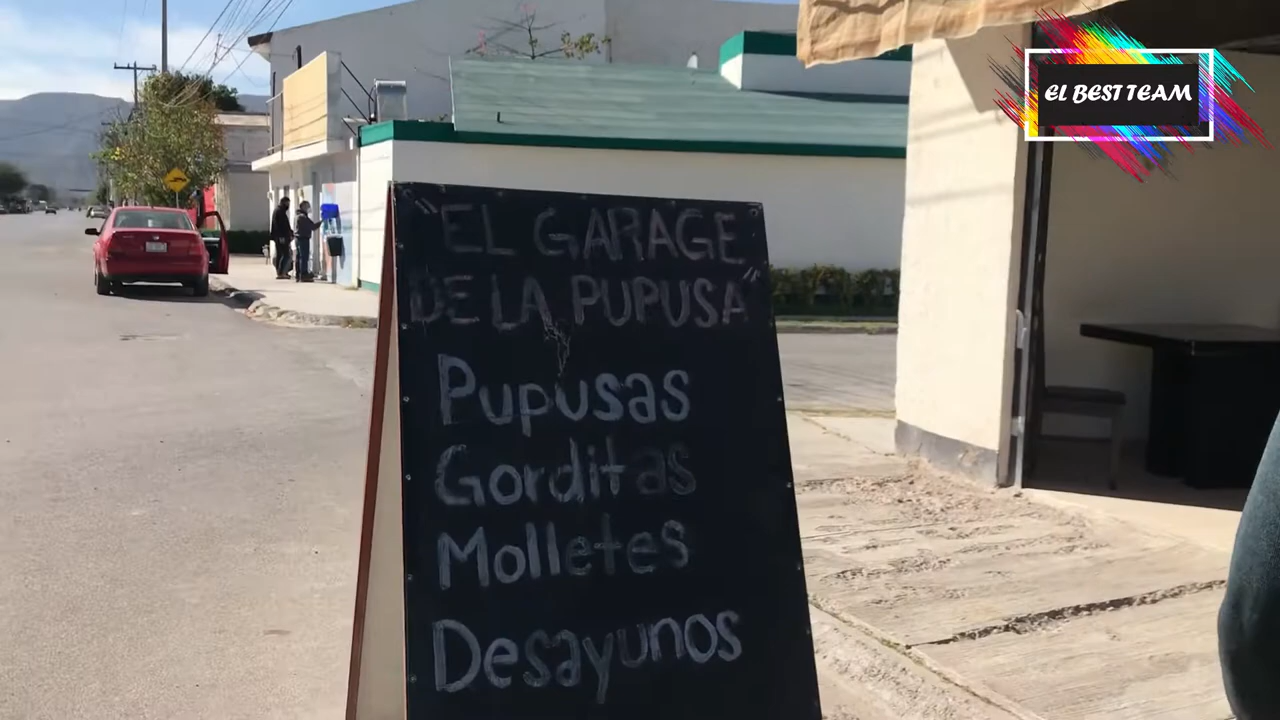 EL BEST TEAM
"EL GARAGE
DE LA PUPUSA"
Pupusas
Gorditas
Molletes
Desayunos